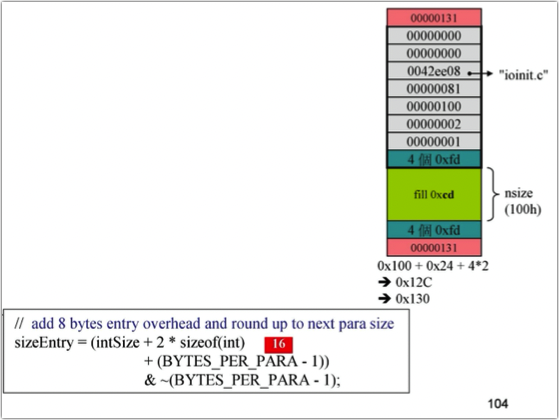 00000131
00000000
00000000
0042ee08
"ioinit.c"
00000081
00000100
00000002
00000001
4 個 0xfd
fill 0xcd
nsize
(100h)
4 個 0xfd
00000131
0x100 + 0x24 + 4*2
➔ 0x12C
➔ 0x130
// add 8 bytes entry overhead and round up to next para size
sizeEntry = (intSize + 2 * sizeof(int)
16
+ (BYTES_PER_PARA - 1))
& ~(BYTES_PER_PARA - 1);
104